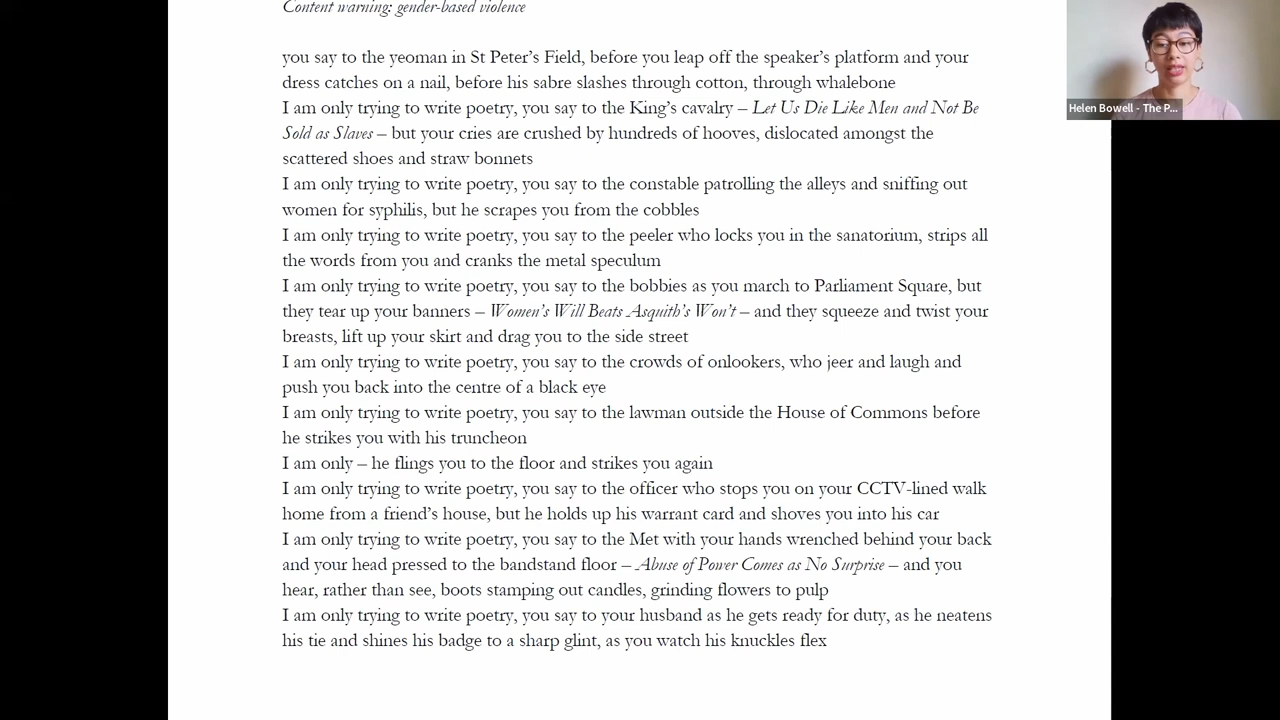 Content warning: gender-based violence
you say to the yeoman in St Peter's Field, before you leap off the speaker's platform and your
dress catches on a nail, before his sabre slashes through cotton, through whalebone
I am only trying to write poetry, you say to the King's cavalry – Let Us Die Like Men and Not Be
Sold as Slaves – but your cries are crushed by hundreds of hooves, dislocated amongst the
scattered shoes and straw bonnets
I am only trying to write poetry, you say to the constable patrolling the alleys and sniffing out
women for syphilis, but he scrapes you from the cobbles
I am only trying to write poetry, you say to the peeler who locks you in the sanatorium, strips all
the words from you and cranks the metal speculum
I am only trying to write poetry, you say to the bobbies as you march to Parliament Square, but
they tear up your banners – Women's Will Beats Asquith's Won't – and they squeeze and twist your
breasts, lift up your skirt and drag you to the side street
I am only trying to write poetry, you say to the crowds of onlookers, who jeer and laugh and
push you back into the centre of a black eye
I am only trying to write poetry, you say to the lawman outside the House of Commons before
he strikes you with his truncheon
I am only – he flings you to the floor and strikes you again
I am only trying to write poetry, you say to the officer who stops you on your CCTV-lined walk
home from a friend's house, but he holds up his warrant card and shoves you into his car
I am only trying to write poetry, you say to the Met with your hands wrenched behind your back
and your head pressed to the bandstand floor – Abuse of Power Comes as No Surprise – and you
hear, rather than see, boots stamping out candles, grinding flowers to pulp
I am only trying to write poetry, you say to your husband as he gets ready for duty, as he neatens
his tie and shines his badge to a sharp glint, as you watch his knuckles flex
Helen Bowell - The P...